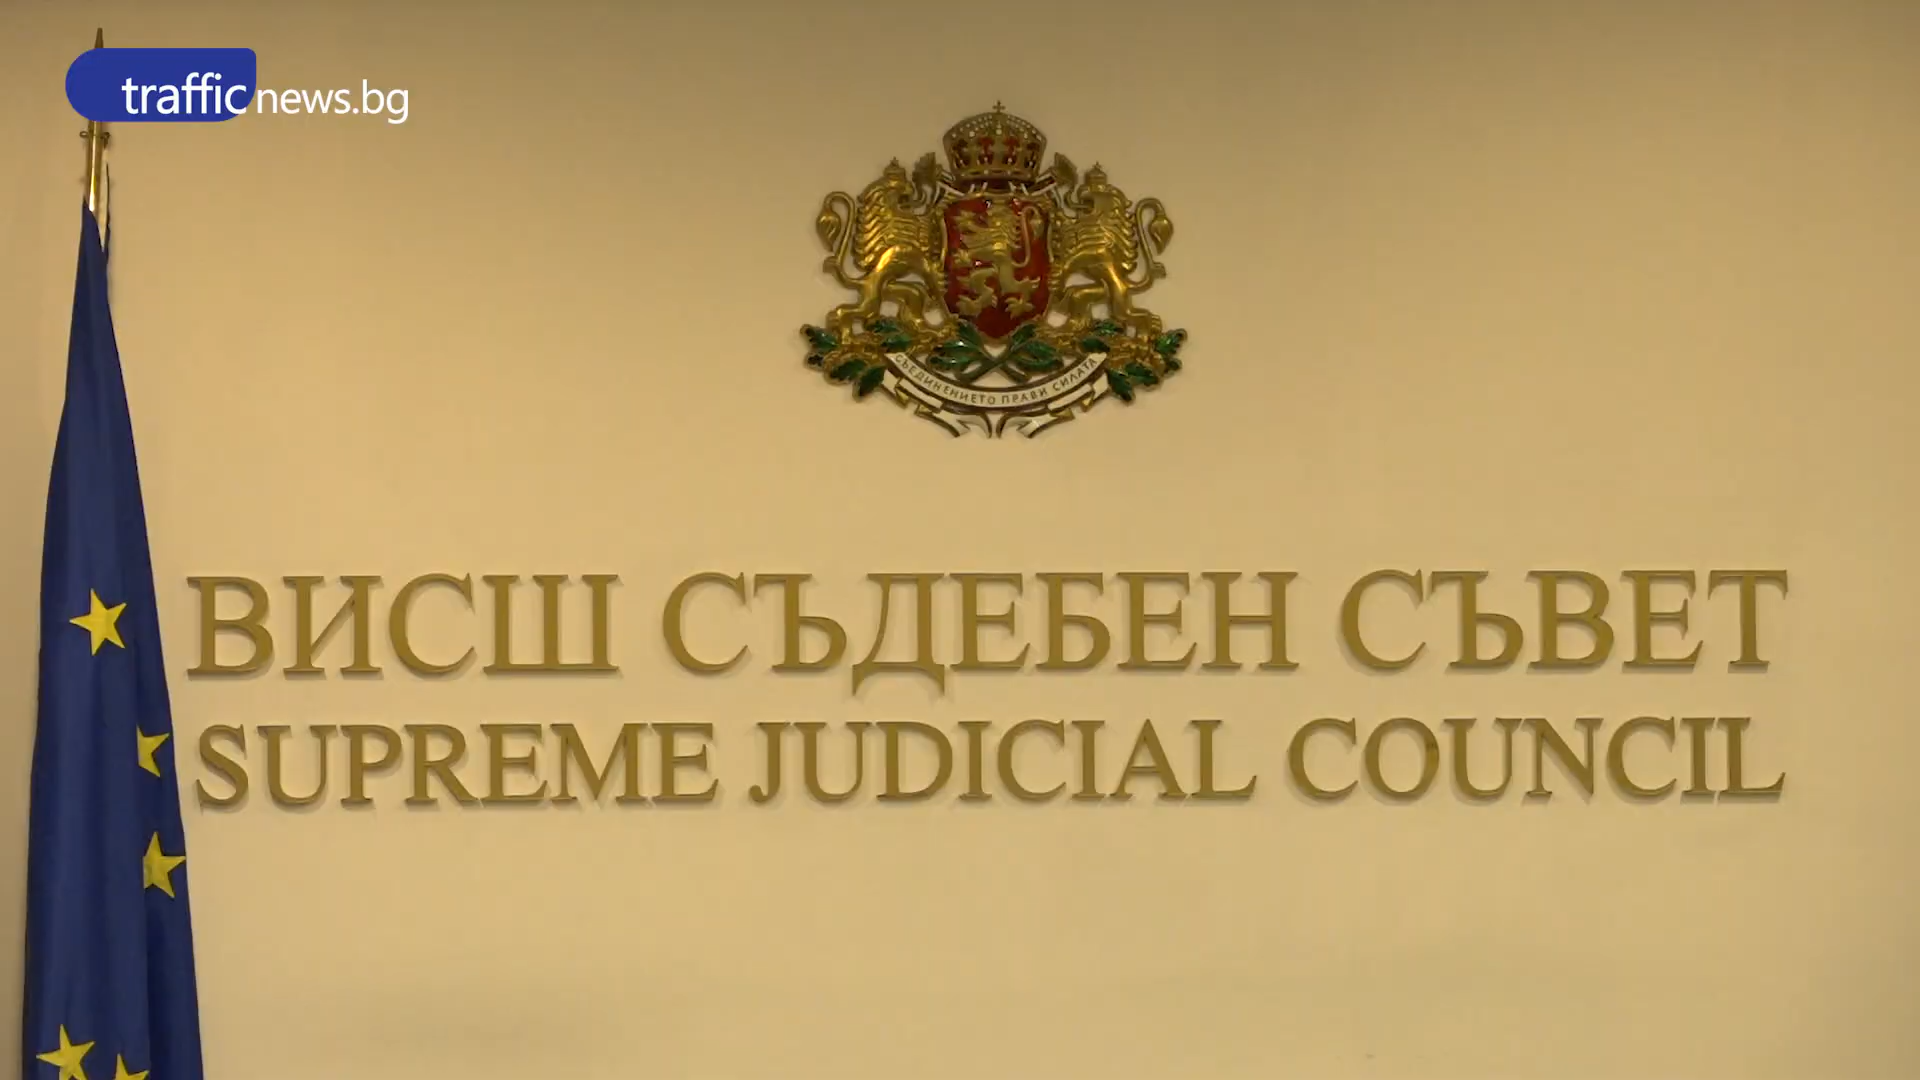 trafficnews.bg
СЪЕДИНЕНИЕТО ПРАВИ СИЛАТА
ВИСШ СЪДЕБЕН СЪВЕТ
SUPREME JUDICIAL COUNCIL